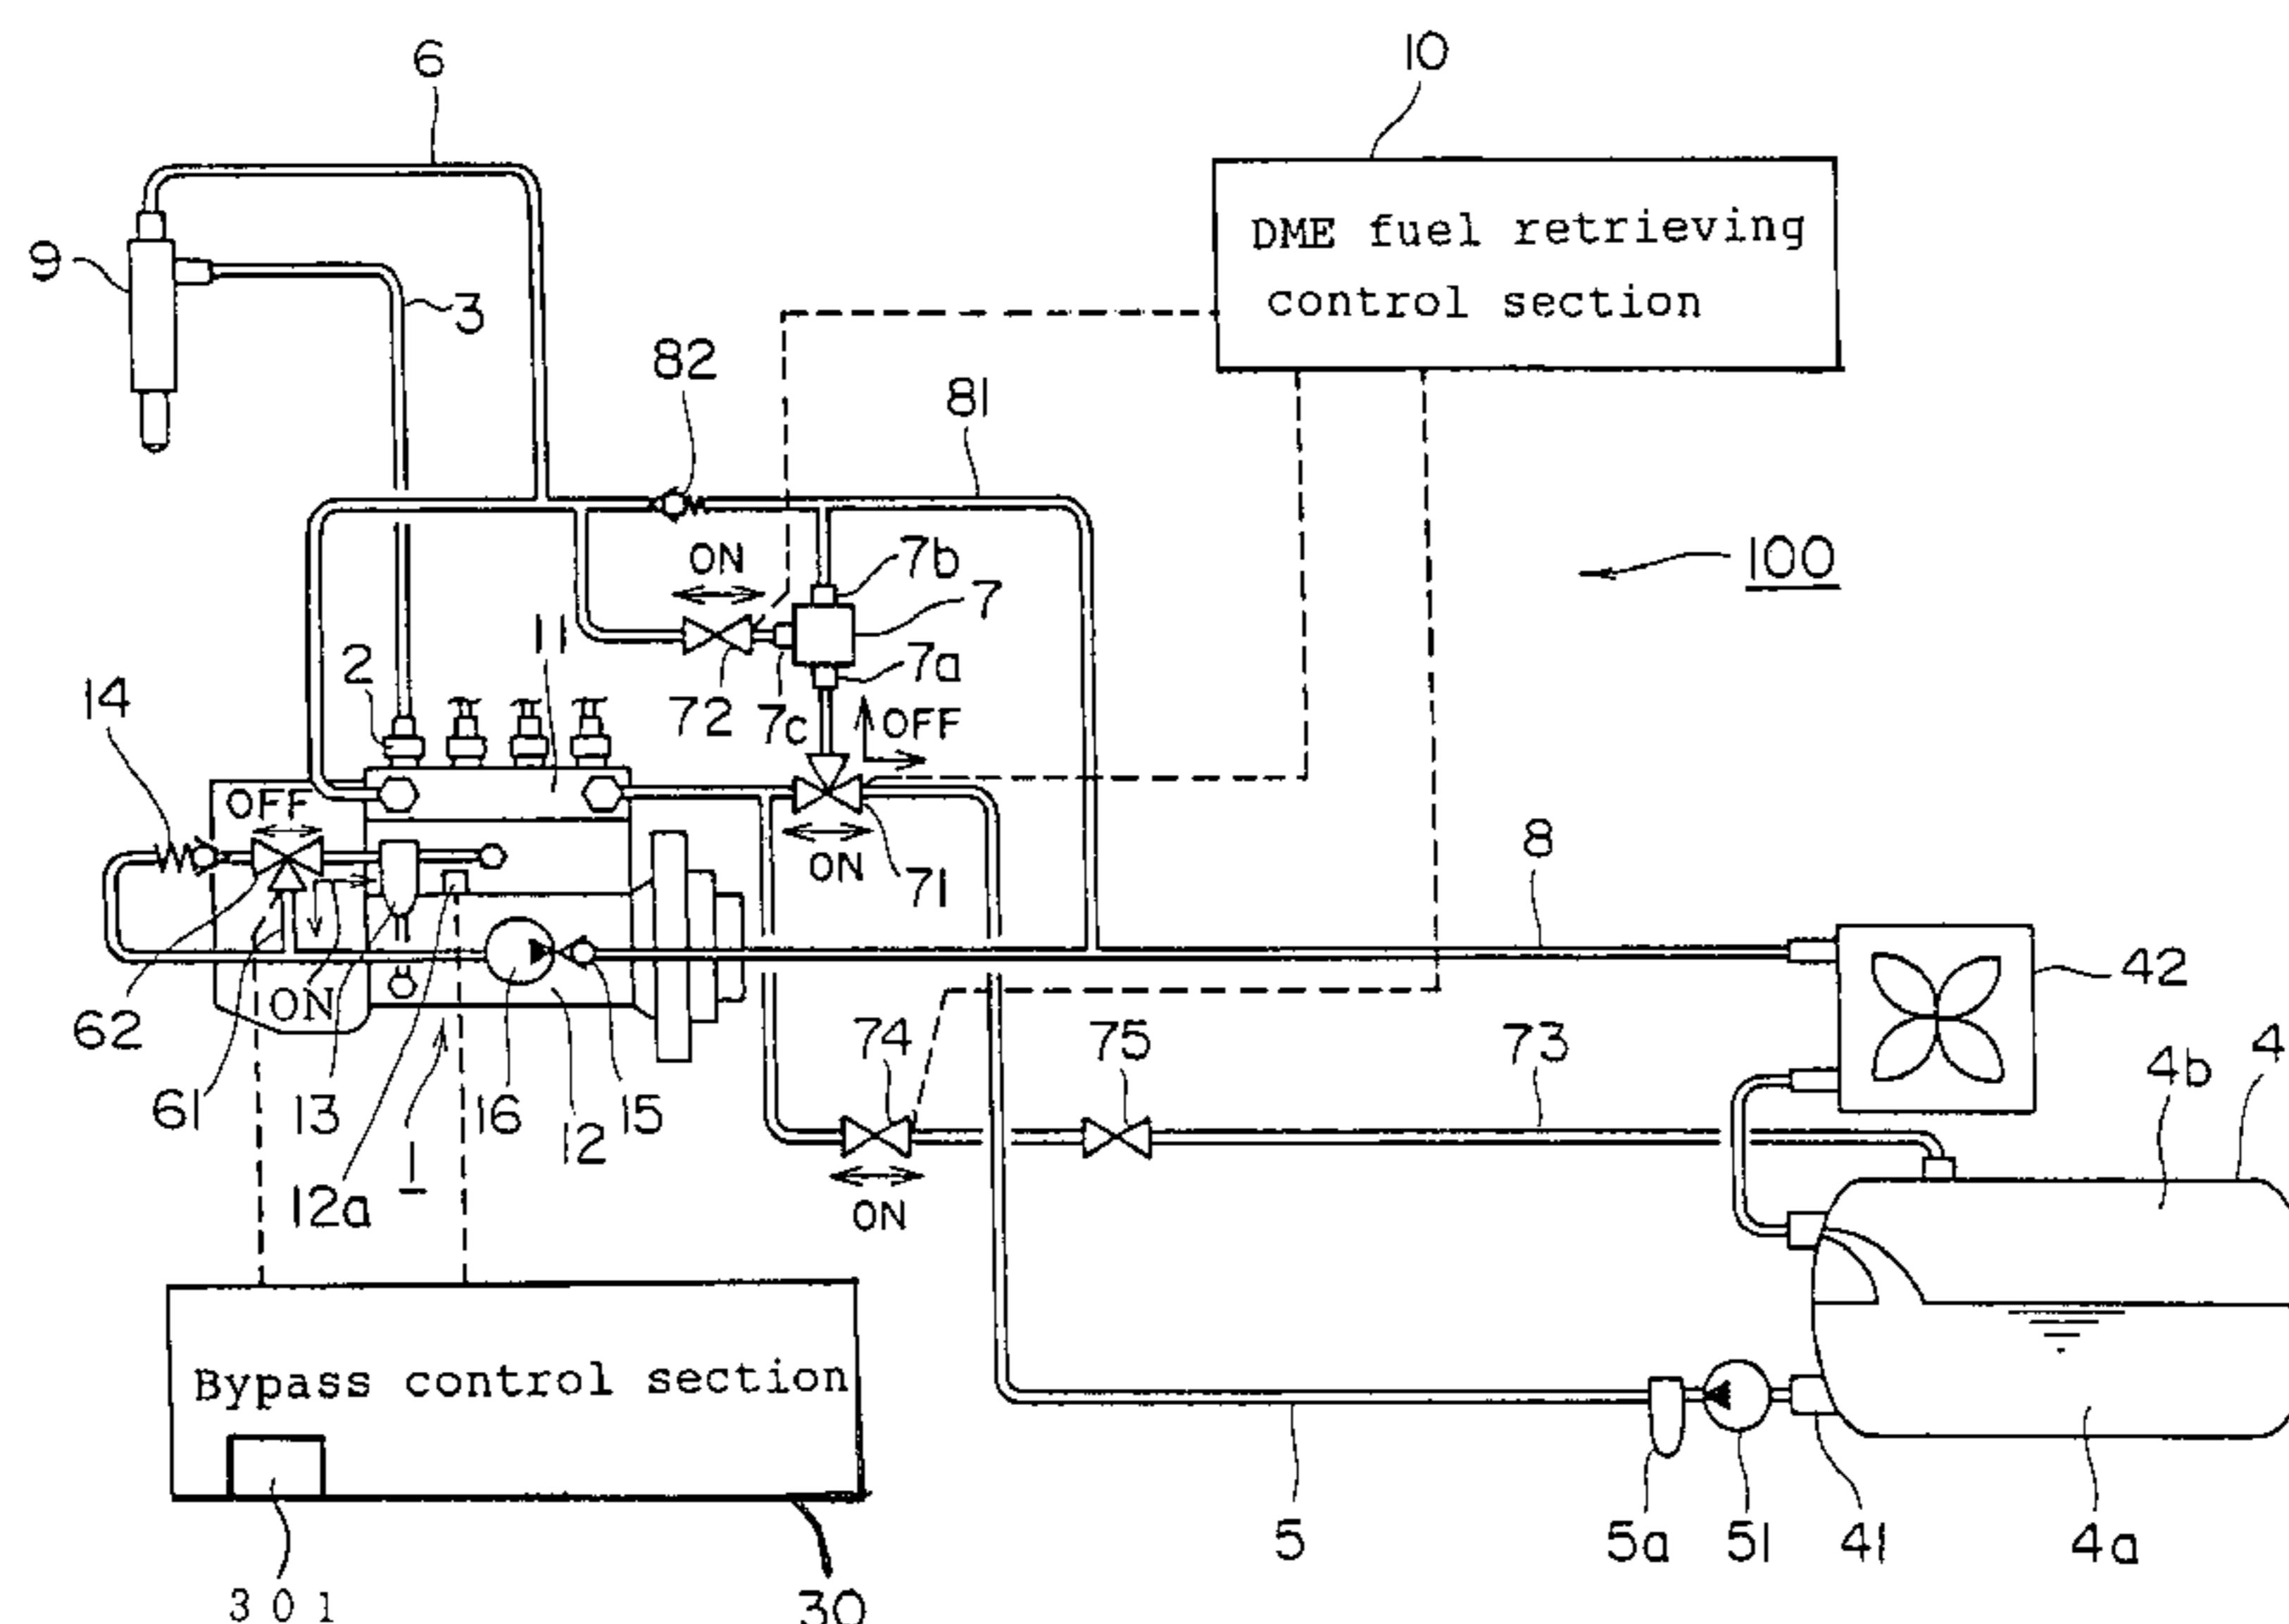 6
10
DME fuel retrieving
control section
9
3
82
81
100
ON
7b
7
11
7a
2
72
7c
OFF
14
OFF
ON
71
8
42
ON
62
74
75
73
4b
4
61
13
16
12
15
12a
1
ON
Bypass control section
5
5a
51
41
4a
301
30